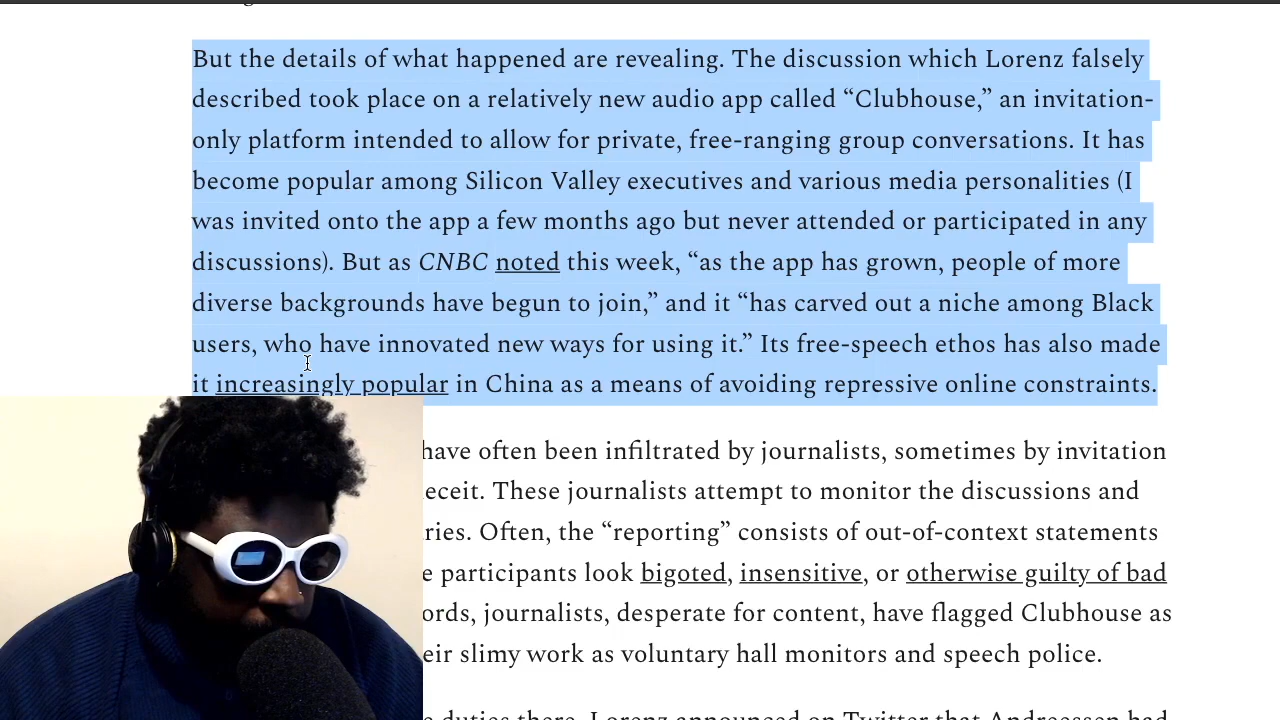 But the details of what happened are revealing. The discussion which Lorenz falsely
described took place on a relatively new audio app called “Clubhouse,” an invitation-
only platform intended to allow for private, free-ranging group conversations. It has
become popular among Silicon Valley executives and various media personalities (I
was invited onto the app a few months ago but never attended or participated in any
discussions). But as CNBC noted this week, “as the app has grown, people of more
diverse backgrounds have begun to join,” and it “has carved out a niche among Black
users, who have innovated new ways for using it.” Its free-speech ethos has also made
it increasingly popular in China as a means of avoiding repressive online constraints.
have often been infiltrated by journalists, sometimes by invitation
These journalists attempt to monitor the discussions and
Often, the “reporting” consists of out-of-context statements
participants look bigoted, insensitive, or otherwise guilty of bad
journalists, desperate for content, have flagged Clubhouse as
slimy work as voluntary hall monitors and speech police.
duties there, Lorenz announced on Twitter that Andreessen had